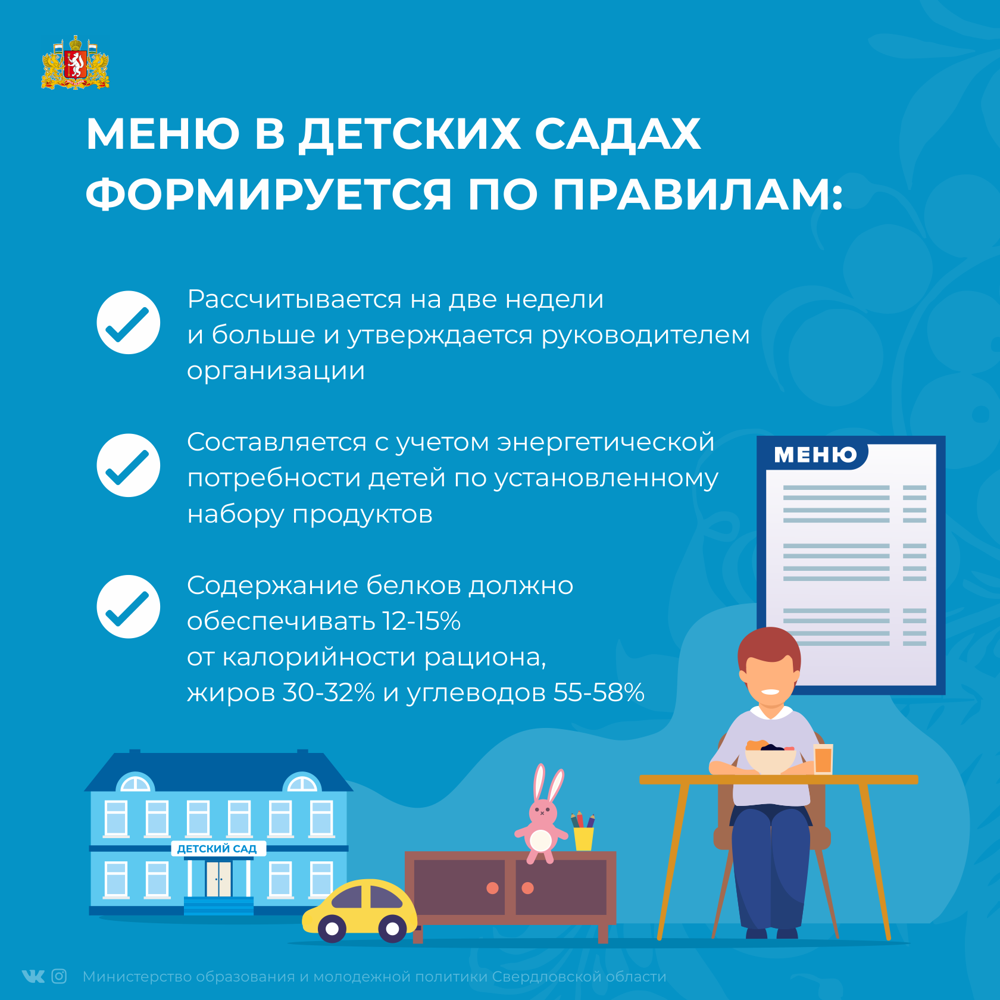 МЕНЮ В ДЕТСКИХ САДАХ
ФОРМИРУЕТСЯ ПО ПРАВИЛАМ:
Рассчитывается на две недели
и больше и утверждается руководителем
организации
Составляется с учетом энергетической
потребности детей по установленному
набору продуктов
МЕНЮ
Содержание белков должно
обеспечивать 12-15%
от калорийности рациона,
жиров 30-32% и углеводов 55-58%
ДЕТСКИЙ САД
Министерство образования и молодежной политики Свердловской области